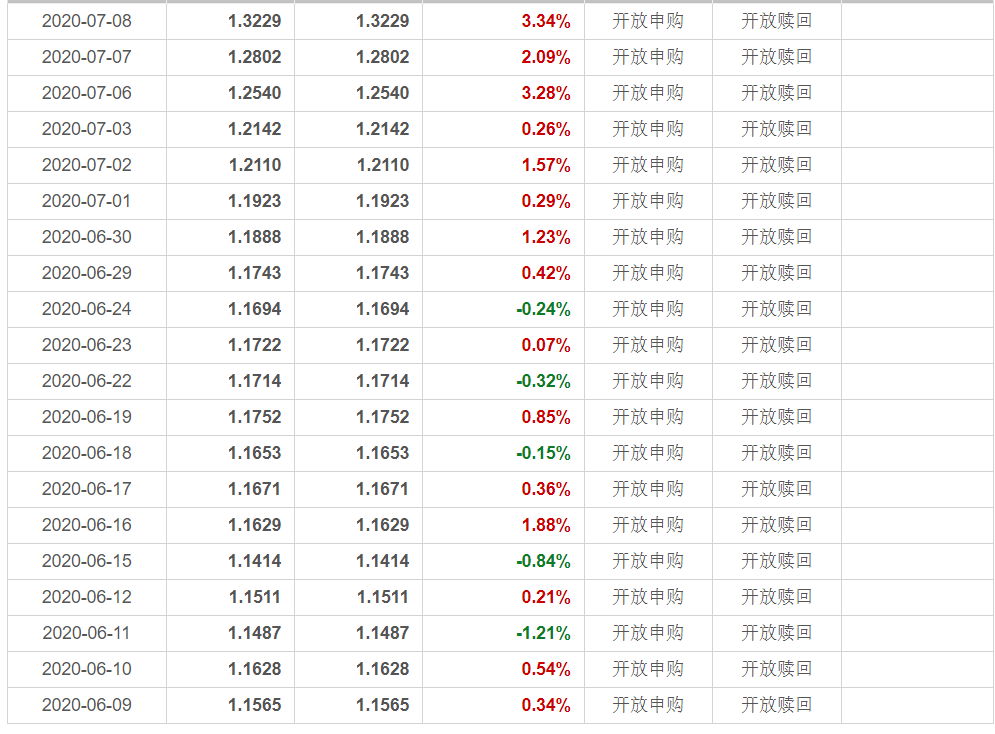 2020-07-08 1.3229 1.3229 3.34% 开放申购 开放赎回
2020-07-07 1.2802 1.2802 2.09% 开放申购 开放赎回
2020-07-06 1.2540 1.2540 3.28% 开放申购 开放赎回
2020-07-03 1.2142 1.2142 0.26% 开放申购 开放赎回
2020-07-02 1.2110 1.2110 1.57% 开放申购 开放赎回
2020-07-01 1.1923 1.1923 0.29% 开放申购 开放赎回
2020-06-30 1.1888 1.1888 1.23% 开放申购 开放赎回
2020-06-29 1.1743 1.1743 0.42% 开放申购 开放赎回
2020-06-24 1.1694 1.1694 -0.24% 开放申购 开放赎回
2020-06-23 1.1722 1.1722 0.07% 开放申购 开放赎回
2020-06-22 1.1714 1.1714 -0.32% 开放申购 开放赎回
2020-06-19 1.1752 1.1752 0.85% 开放申购 开放赎回
2020-06-18 1.1653 1.1653 -0.15% 开放申购 开放赎回
2020-06-17 1.1671 1.1671 0.36% 开放申购 开放赎回
2020-06-16 1.1629 1.1629 1.88% 开放申购 开放赎回
2020-06-15 1.1414 1.1414 -0.84% 开放申购 开放赎回
2020-06-12 1.1511 1.1511 0.21% 开放申购 开放赎回
2020-06-11 1.1487 1.1487 -1.21% 开放申购 开放赎回
2020-06-10 1.1628 1.1628 0.54% 开放申购 开放赎回
2020-06-09 1.1565 1.1565 0.34% 开放申购 开放赎回